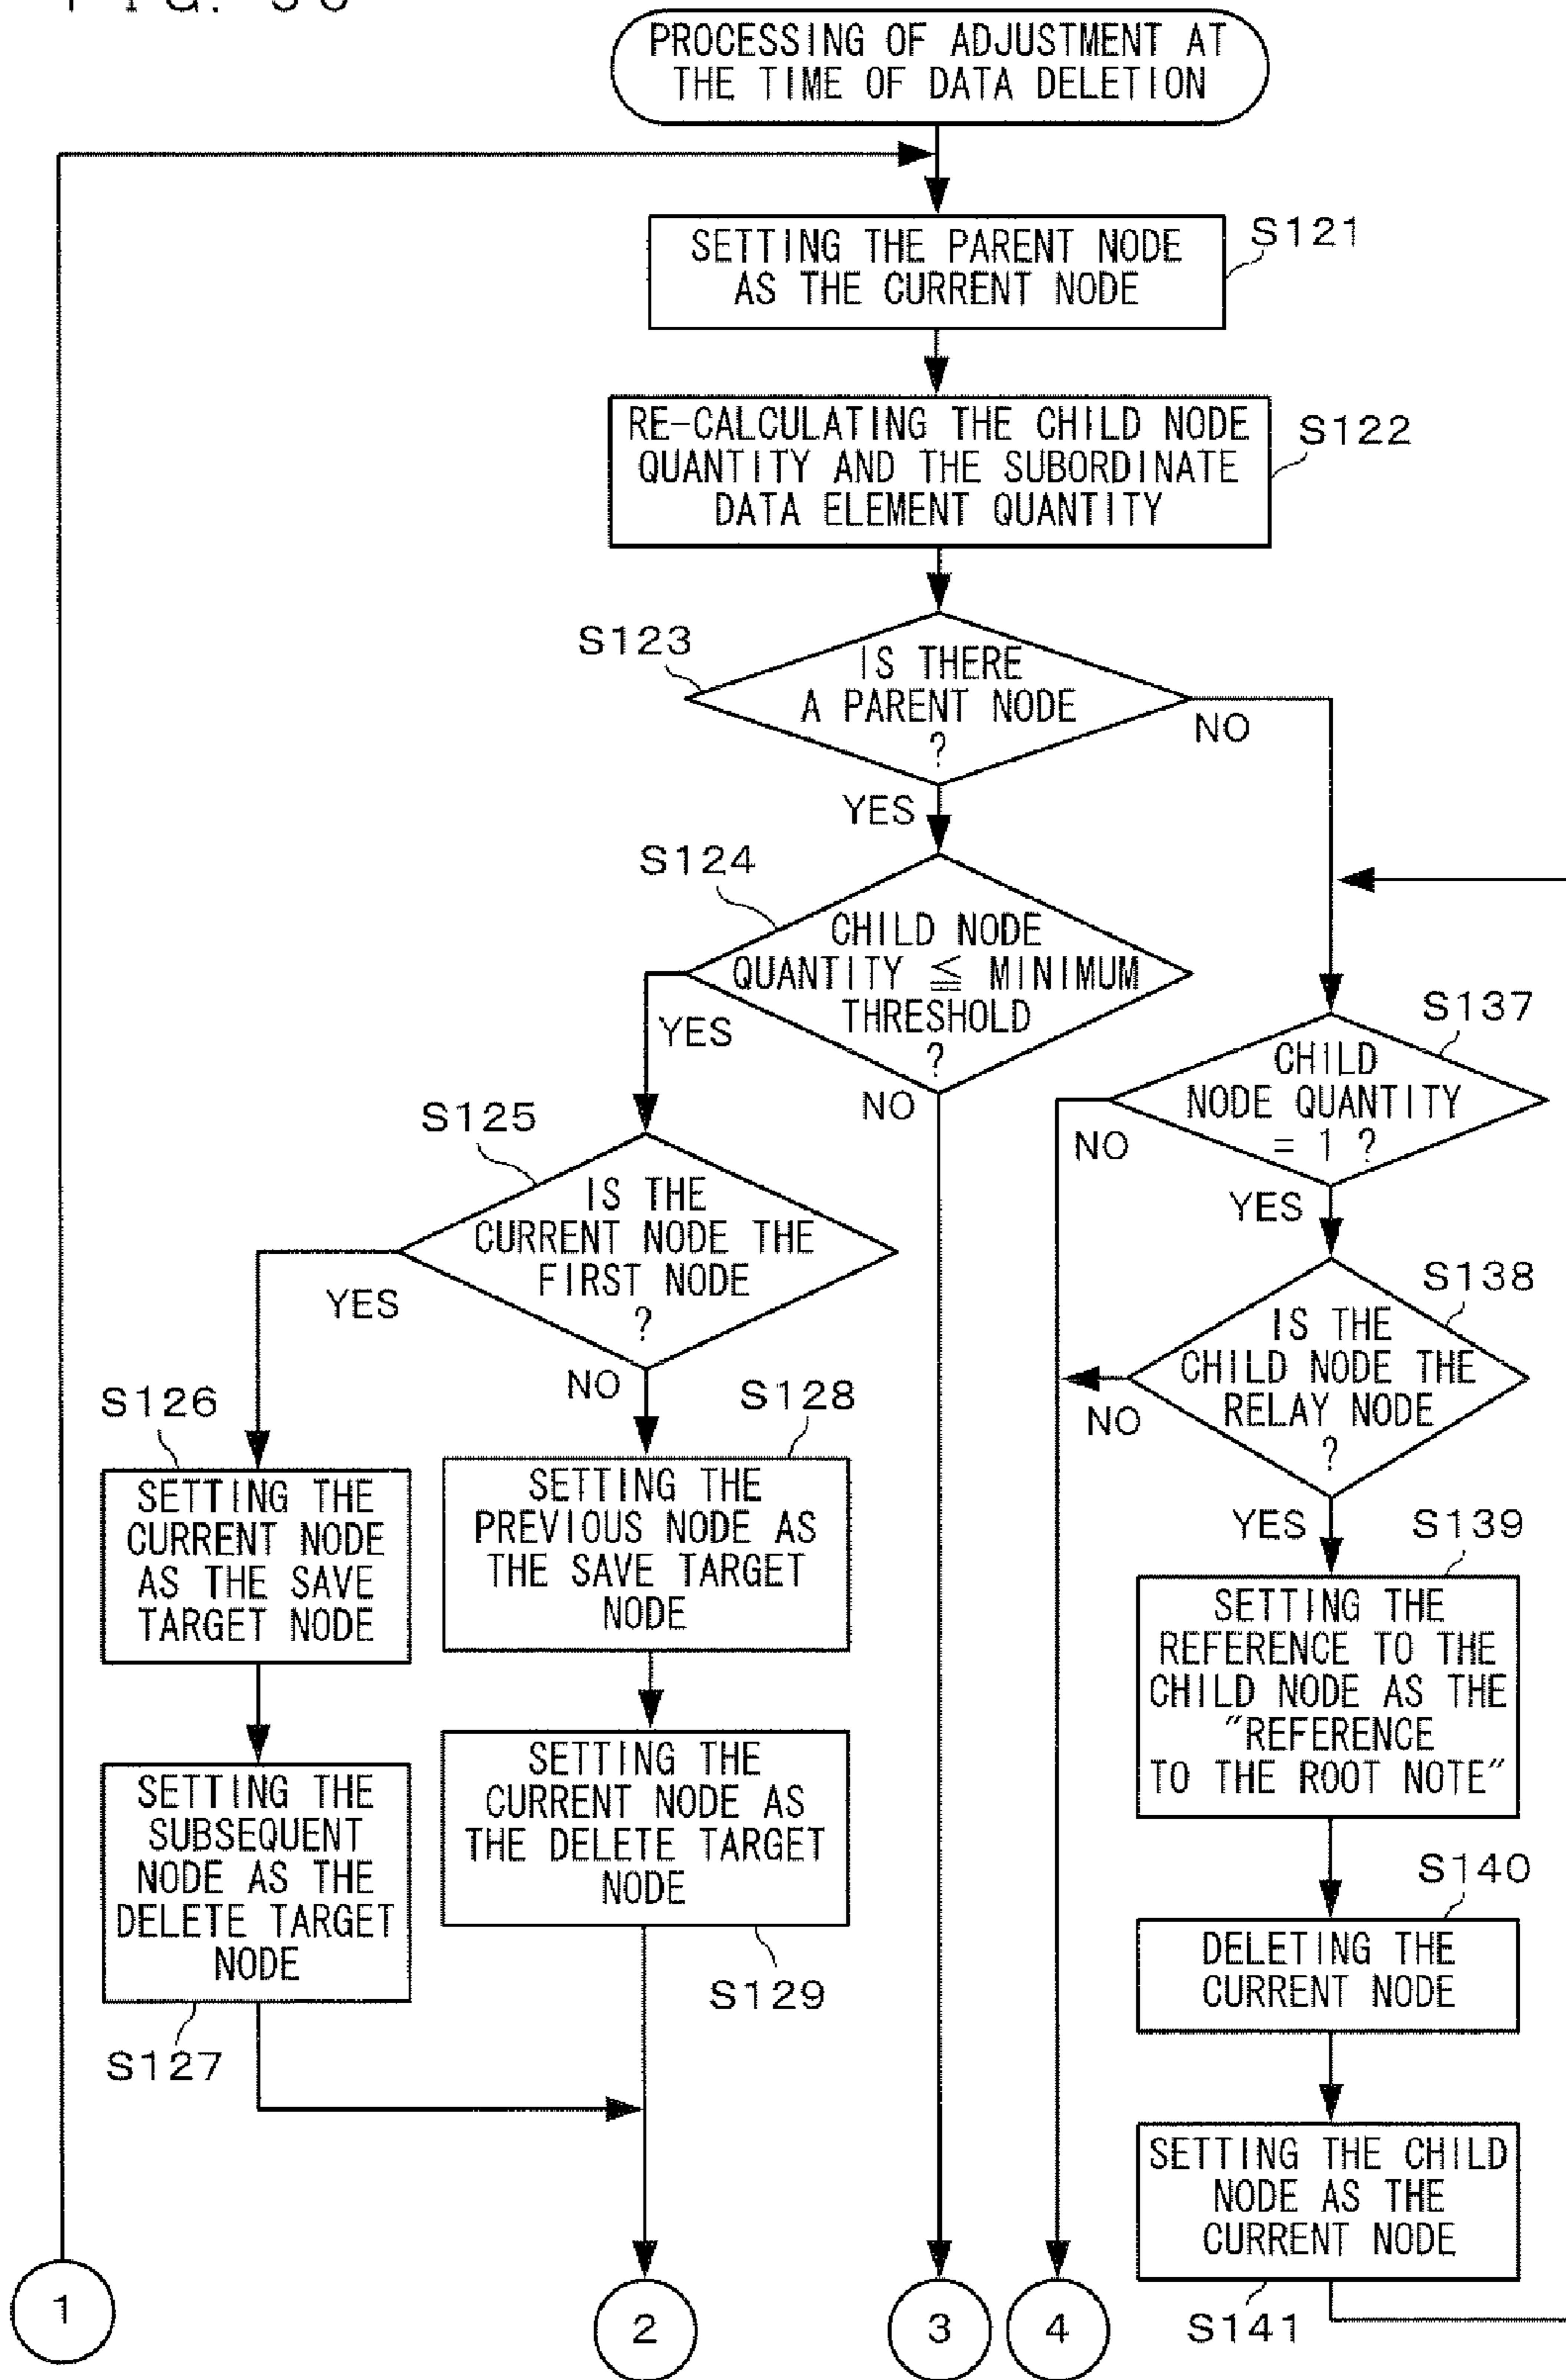 PROCESSING OF ADJUSTMENT AT
THE TIME OF DATA DELETION
S121
SETTING THE PARENT NODE
AS THE CURRENT NODE
S122
RE-CALCULATING THE CHILD NODE
QUANTITY AND THE SUBORDINATE
DATA ELEMENT QUANTITY
S123
IS THERE
A PARENT NODE
?
NO
YES
S124
CHILD NODE
QUANTITY ≦ MINIMUM
THRESHOLD
?
YES
NO
S137
CHILD
NODE QUANTITY
= 1 ?
NO
YES
S125
IS THE
CURRENT NODE THE
FIRST NODE
?
YES
NO
S138
IS THE
CHILD NODE THE
RELAY NODE
?
NO
YES
S126
SETTING THE
CURRENT NODE
AS THE SAVE
TARGET NODE
S128
SETTING THE
PREVIOUS NODE AS
THE SAVE TARGET
NODE
S139
SETTING THE
REFERENCE TO THE
CHILD NODE AS THE
"REFERENCE
TO THE ROOT NOTE"
SETTING THE
SUBSEQUENT
NODE AS THE
DELETE TARGET
NODE
S127
SETTING THE
CURRENT NODE AS
THE DELETE TARGET
NODE
S129
S140
DELETING THE
CURRENT NODE
SETTING THE CHILD
NODE AS THE
CURRENT NODE
S141
1
2
3
4